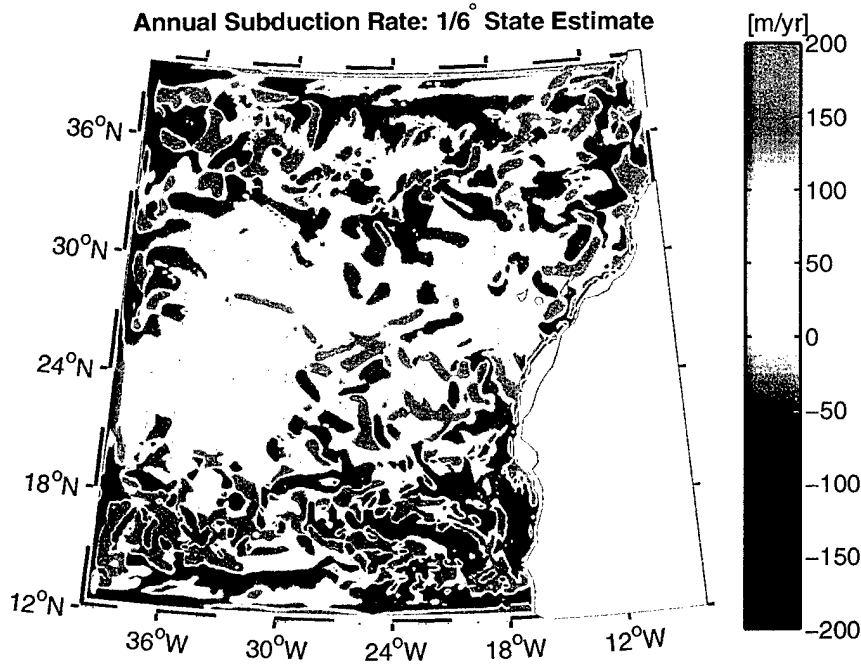 Annual Subduction Rate: 1/6° State Estimate
[m/yr]
200
150
100
50
0
−50
−100
−150
−200
36°N
30°N
24°N
18°N
12°N
36°W 30°W 24°W 18°W 12°W